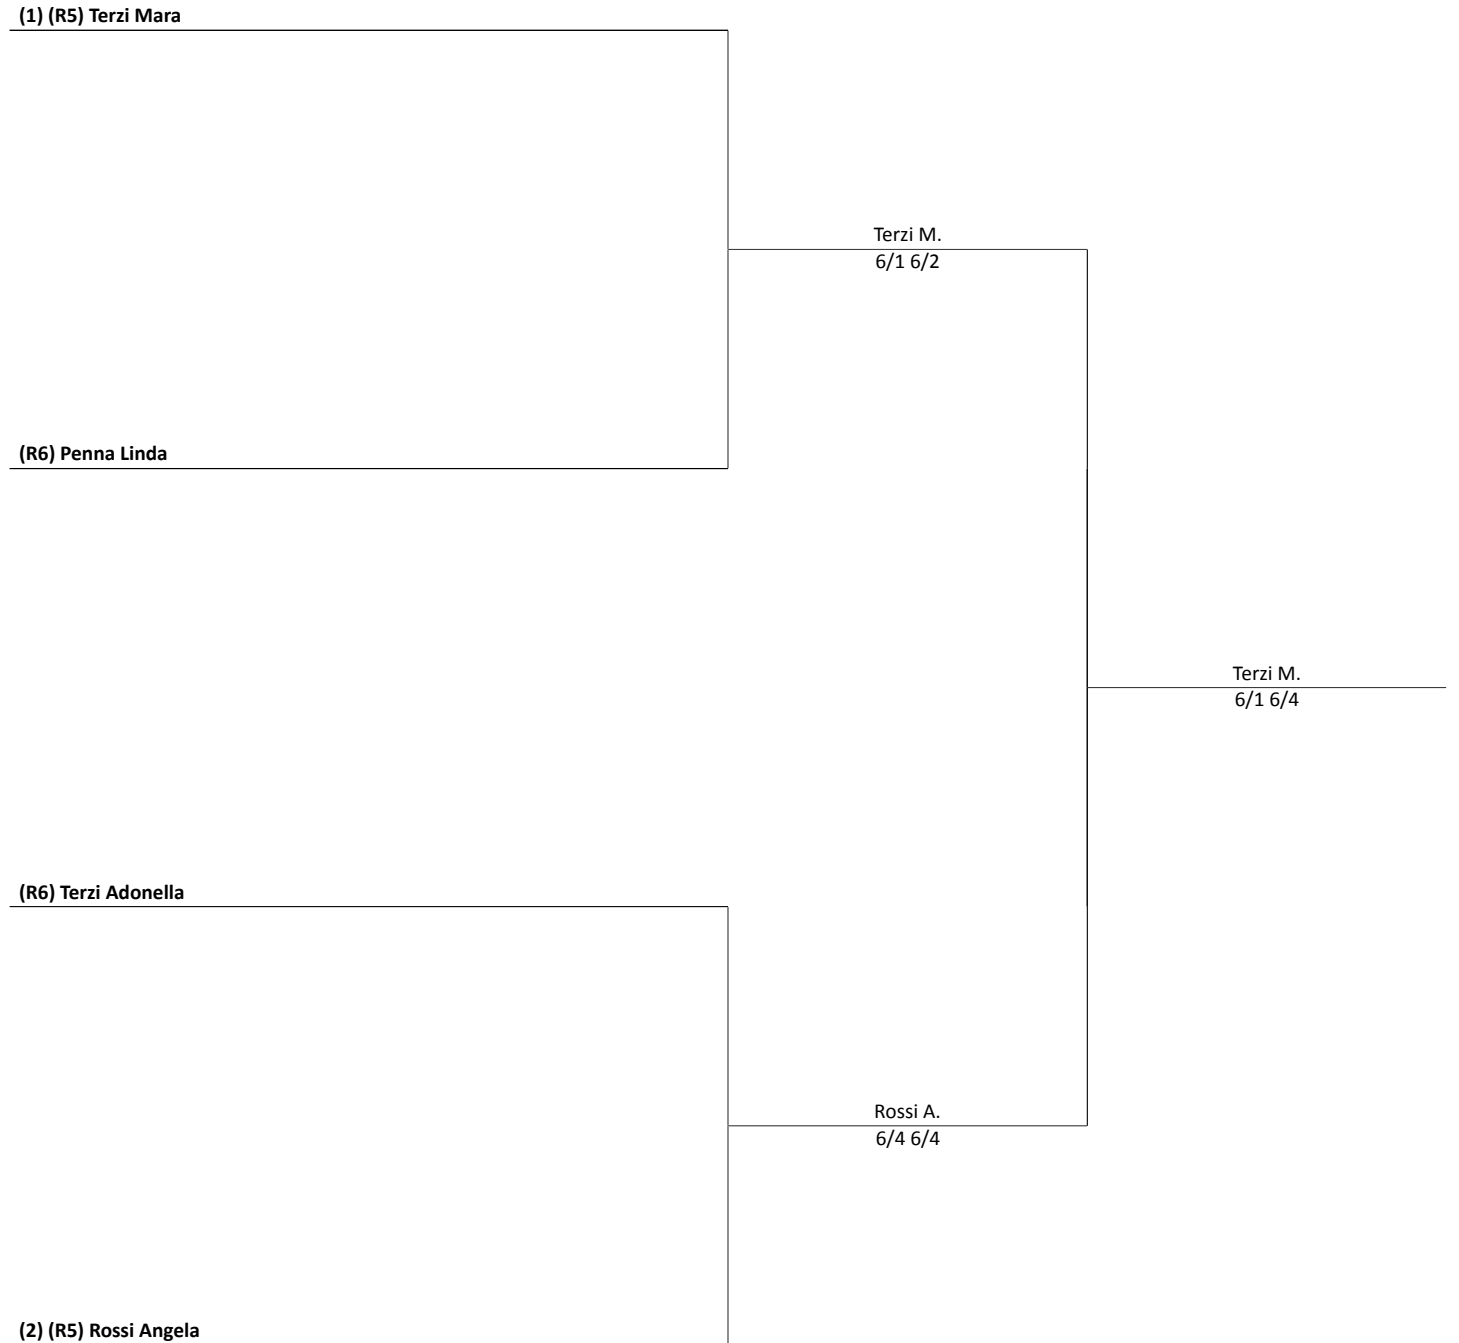 (1) (R5) Terzi Mara
Terzi M.
6/1 6/2
(R6) Penna Linda
Terzi M.
6/1 6/4
(R6) Terzi Adonella
Rossi A.
6/4 6/4
(2) (R5) Rossi Angela